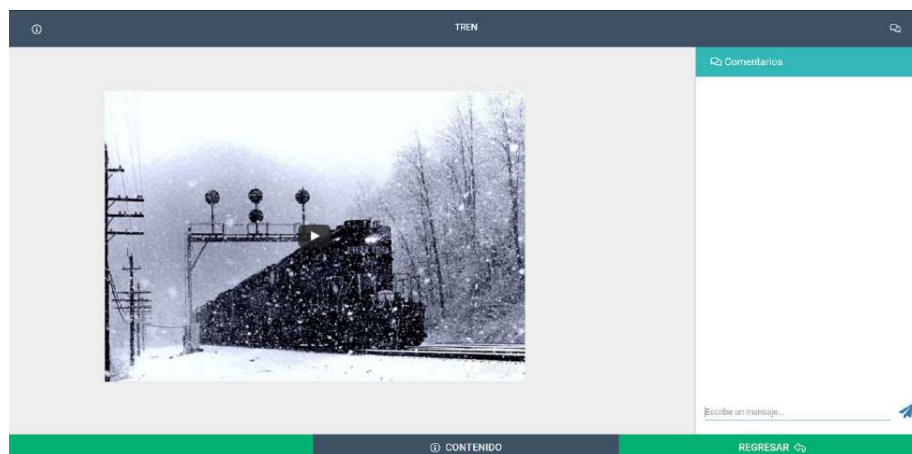 TREN
Comentarios
Escribe un mensaje...
CONTENIDO
REGRESAR